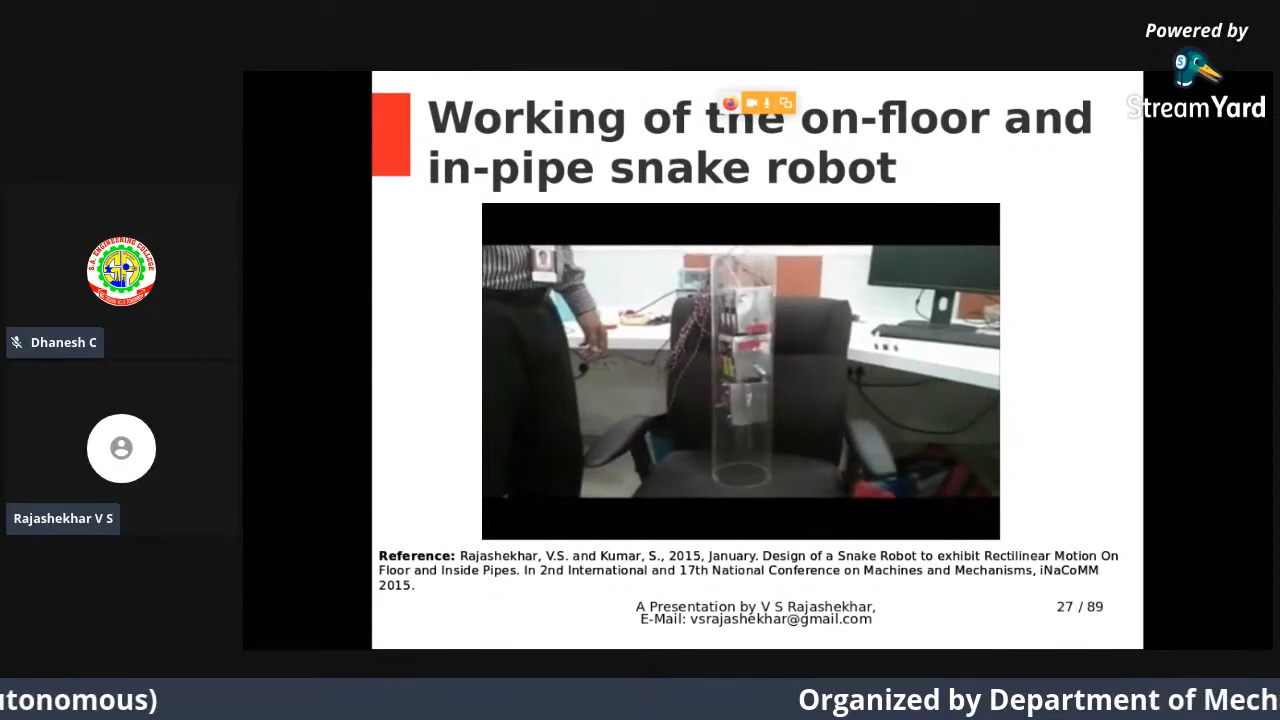 Powered by
StreamYard
Working of the on-floor and
in-pipe snake robot
S.A. ENGINEERING COLLEGE
Dhanesh C
Rajashekhar V S
Reference: Rajashekhar, V.S. and Kumar, S., 2015, January. Design of a Snake Robot to exhibit Rectilinear Motion On
Floor and Inside Pipes. In 2nd International and 17th National Conference on Machines and Mechanisms, iNaCoMM
2015.
A Presentation by V S Rajashekhar,
E-Mail: vsrajashekhar@gmail.com
27 / 89
utonomous)
Organized by Department of Mech